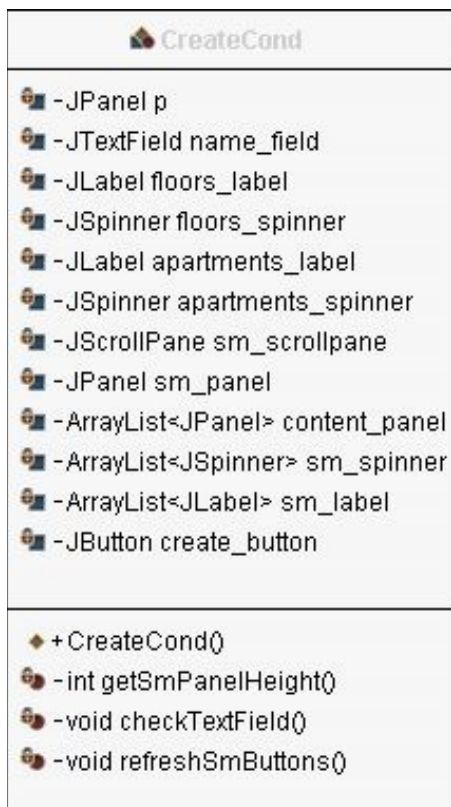 CreateCond
-JPanel p
-JTextField name_field
-JLabel floors_label
-JSpinner floors_spinner
-JLabel apartments_label
-JSpinner apartments_spinner
-JScrollPane sm_scrollpane
-JPanel sm_panel
-ArrayList<JPanel> content_panel
-ArrayList<JSpinner> sm_spinner
-ArrayList<JLabel> sm_label
-JButton create_button
+CreateCond()
-int getSmPanelHeight()
-void checkTextField()
-void refreshSmButtons()